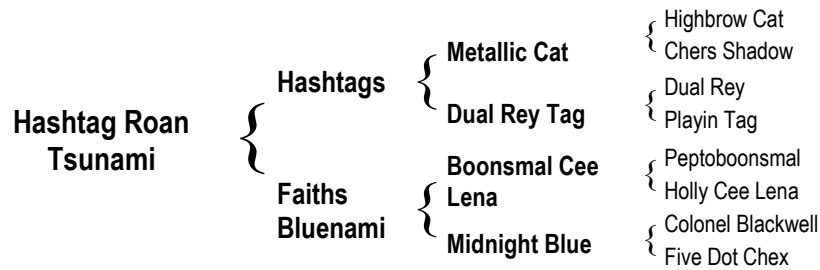 Hashtag Roan
Tsunami
Hashtags
Faiths
Bluenami
Metallic Cat
Dual Rey Tag
Boonsmal Cee
Lena
Midnight Blue
Highbrow Cat
Chers Shadow
Dual Rey
Playin Tag
Peptoboonsmal
Holly Cee Lena
Colonel Blackwell
Five Dot Chex